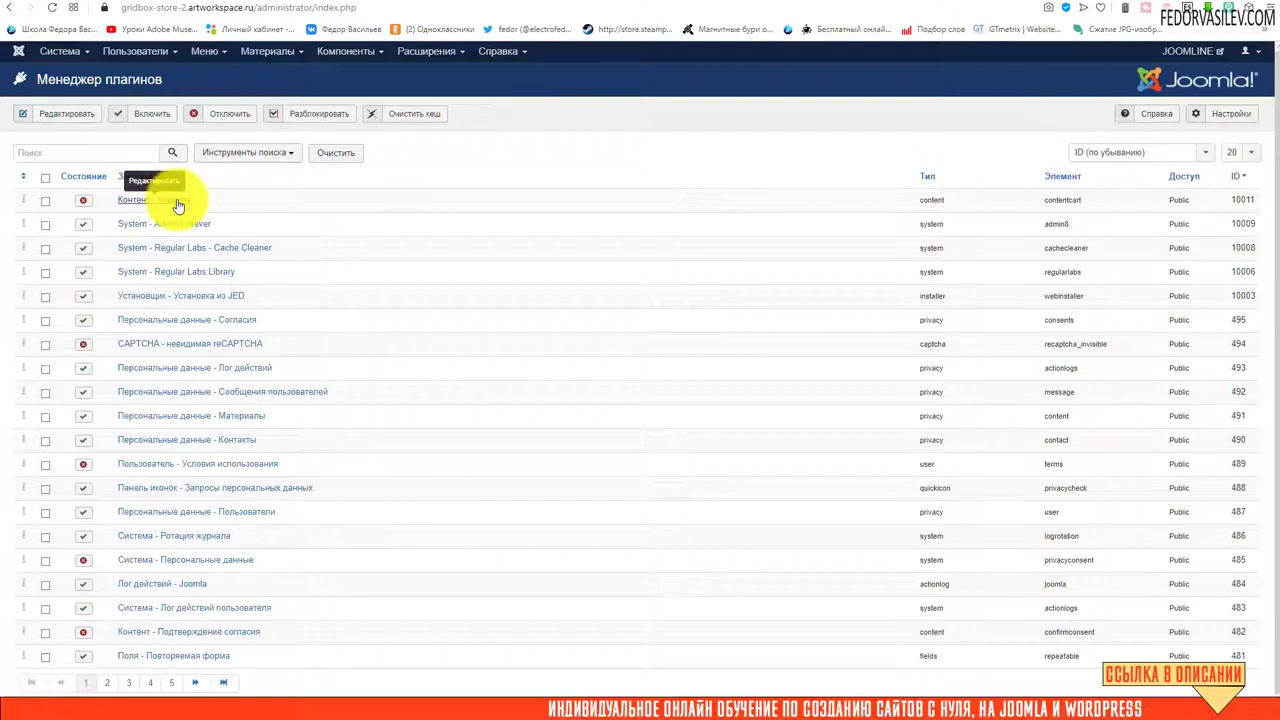 gridbox-store-2.artworkspace.ru/administrator/index.php
FEDORVASILEV.COM
Школа Федора Вас... Уроки Adobe Muse... Личный кабинет -... Федор Васильев (2) Одноклассники fedor (@electrofed... http://store.steamp... Магнитные бури о... Бесплатный онлай... Подбор слов GTmetrix | Website... Сжатие JPG-изобр...
Система Пользователи Меню Материалы Компоненты Расширения Справка JOOMLINE
Менеджер плагинов Joomla!
Редактировать Включить Отключить Разблокировать Очистить кеш Справка Настройки
Поиск Инструменты поиска Очистить ID (по убыванию) 20
Состояние Тип Элемент Доступ ID
Редактировать
Контент - content contentcart Public 10011
System - system admin8 Public 10009
System - Regular Labs - Cache Cleaner system cachecleaner Public 10008
System - Regular Labs Library system regularlabs Public 10006
Установщик - Установка из JED installer webinstaller Public 10003
Персональные данные - Согласия privacy consents Public 495
CAPTCHA - невидимая reCAPTCHA captcha recaptcha_invisible Public 494
Персональные данные - Лог действий privacy actionlogs Public 493
Персональные данные - Сообщения пользователей privacy message Public 492
Персональные данные - Материалы privacy content Public 491
Персональные данные - Контакты privacy contact Public 490
Пользователь - Условия использования user terms Public 489
Панель иконок - Запросы персональных данных quickicon privacycheck Public 488
Персональные данные - Пользователи privacy user Public 487
Система - Ротация журнала system logrotation Public 486
Система - Персональные данные system privacyconsent Public 485
Лог действий - Joomla actionlog joomla Public 484
Система - Лог действий пользователя system actionlogs Public 483
Контент - Подтверждение согласия content confirmconsent Public 482
Поля - Повторяемая форма fields repeatable Public 481
1 2 3 4 5
ССЫЛКА В ОПИСАНИИ
ИНДИВИДУАЛЬНОЕ ОНЛАЙН ОБУЧЕНИЕ ПО СОЗДАНИЮ САЙТОВ С НУЛЯ, НА JOOMLA И WORDPRESS